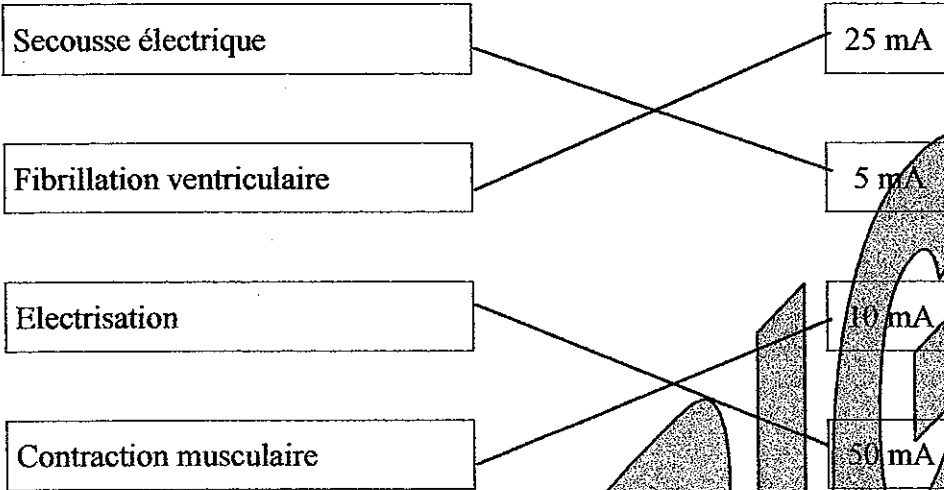 Secousse électrique 25 mA
Fibrillation ventriculaire 5 mA
Electrisation 10 mA
Contraction musculaire 50 mA